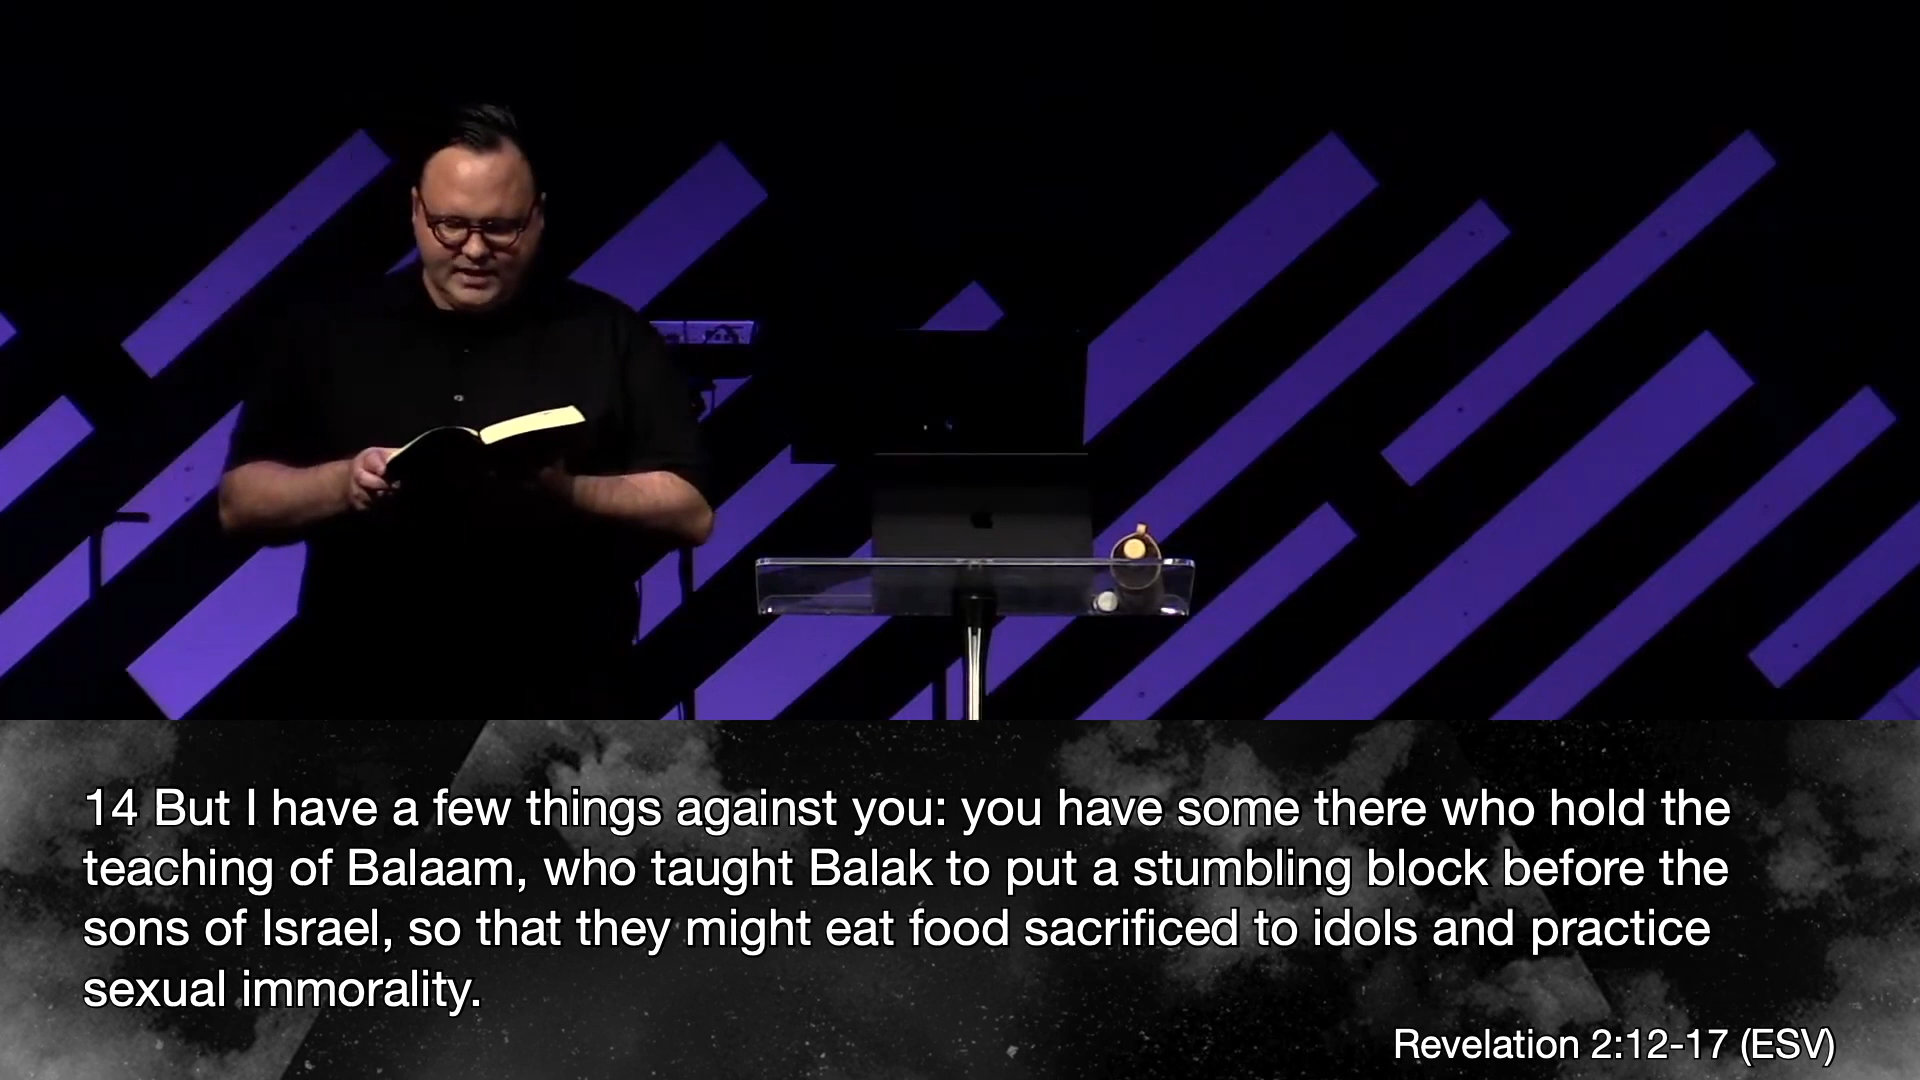 14 But I have a few things against you: you have some there who hold the
teaching of Balaam, who taught Balak to put a stumbling block before the
sons of Israel, so that they might eat food sacrificed to idols and practice
sexual immorality.
Revelation 2:12-17 (ESV)